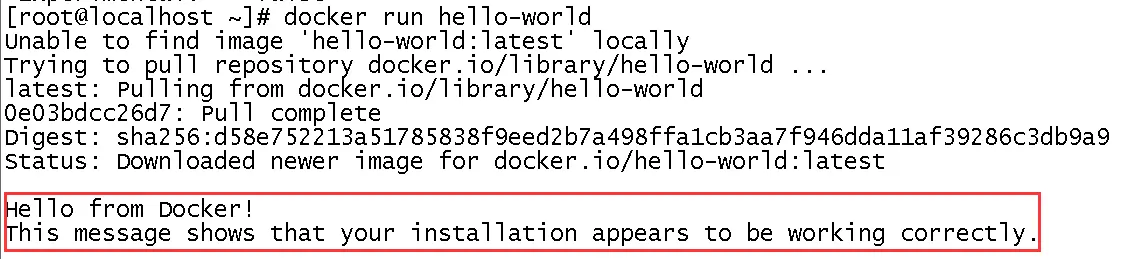 [root@localhost ~]# docker run hello-world
Unable to find image 'hello-world:latest' locally
Trying to pull repository docker.io/library/hello-world ...
latest: Pulling from docker.io/library/hello-world
0e03bdcc26d7: Pull complete
Digest: sha256:d58e752213a51785838f9eed2b7a498ffa1cb3aa7f946dda11af39286c3db9a9
Status: Downloaded newer image for docker.io/hello-world:latest
Hello from Docker!
This message shows that your installation appears to be working correctly.